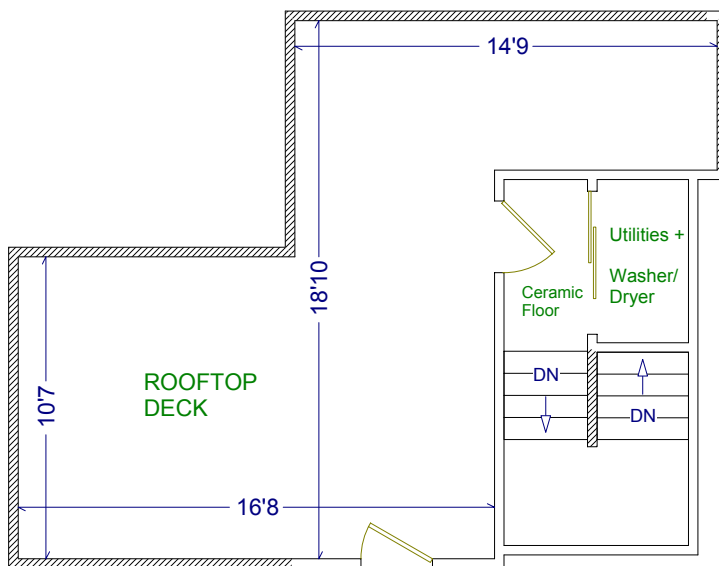 14'9
Utilities +
Washer/
Dryer
Ceramic
Floor
18'10
10'7
ROOFTOP
DECK
DN
DN
16'8